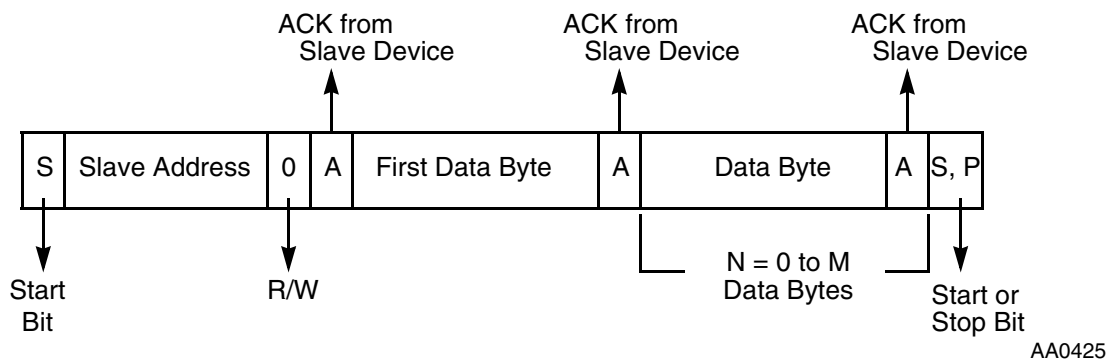 ACK from
Slave Device
ACK from
Slave Device
ACK from
Slave Device
S Slave Address 0 A First Data Byte A Data Byte A S, P
Start
Bit
R/W
N = 0 to M
Data Bytes
Start or
Stop Bit
AA0425